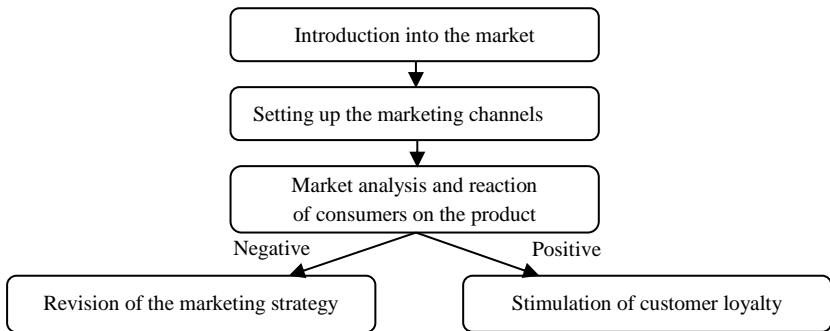 Introduction into the market
Setting up the marketing channels
Market analysis and reaction
of consumers on the product
Negative
Positive
Revision of the marketing strategy
Stimulation of customer loyalty